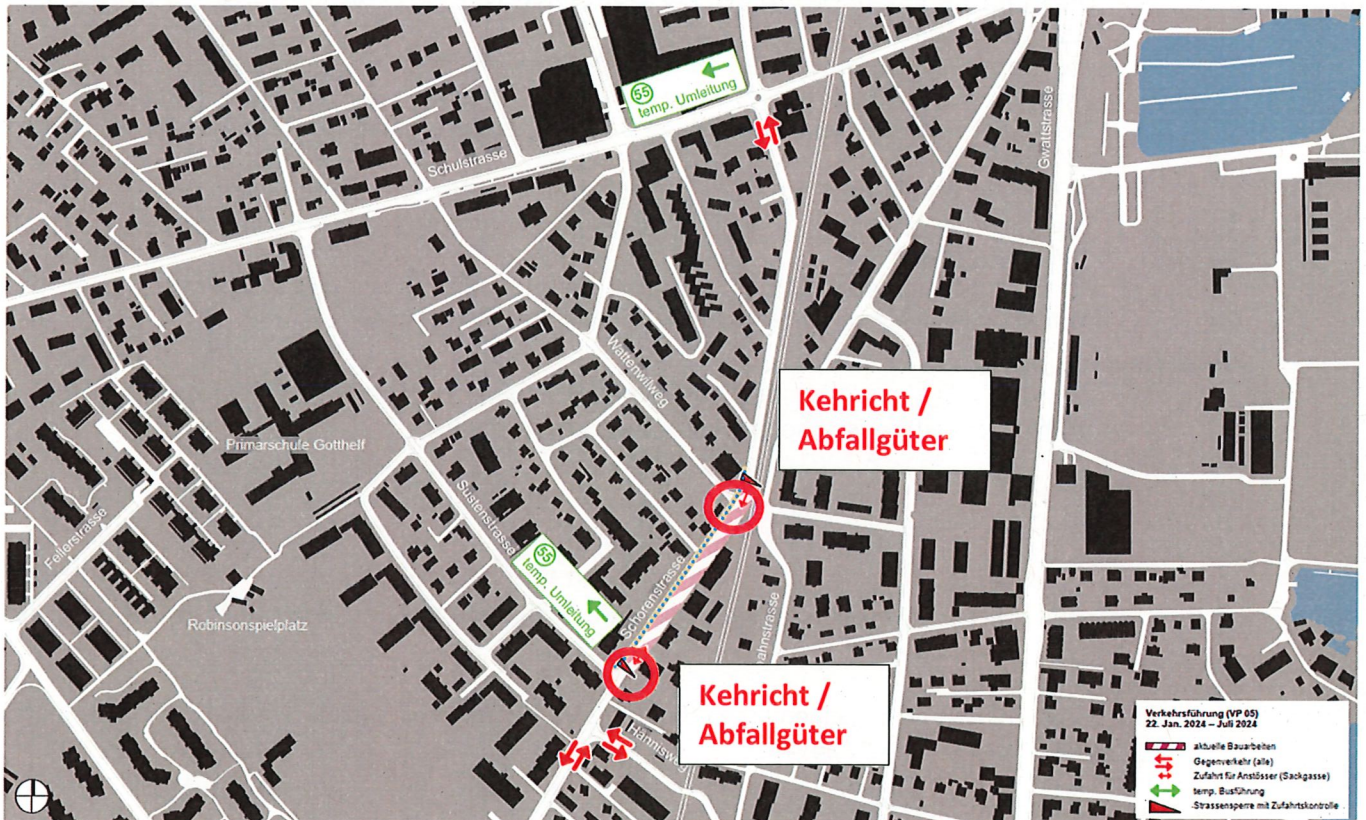 55
temp. Umleitung
Schulstrasse
Gwattstrasse
Wattenwilweg
Kehricht /
Abfallgüter
Primarschule Gotthelf
Sustenstrasse
Fellerstrasse
55
temp. Umleitung
Schorenstrasse
Robinsonspielplatz
Kehricht /
Abfallgüter
Hännisweg
Verkehrsführung (VP 05)
22. Jan. 2024 – Juli 2024
aktuelle Bauarbeiten
Gegenverkehr (alle)
Zufahrt für Anstösser (Sackgasse)
temp. Busführung
Strassensperre mit Zufahrtskontrolle